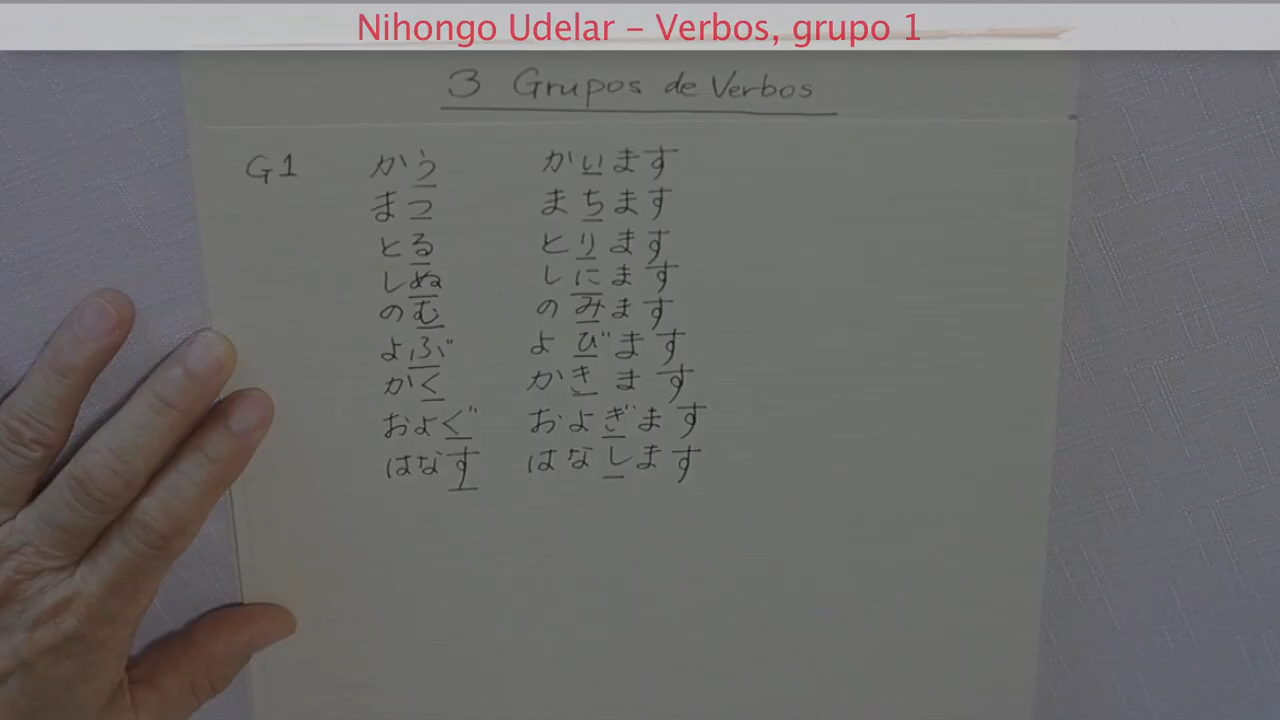 Nihongo Udelar – Verbos, grupo 1
3 Grupos de Verbos
G1 かう かいます
まつ まちます
とる とります
しぬ しにます
のむ のみます
よぶ よびます
かく かきます
およぐ およぎます
はなす はなします